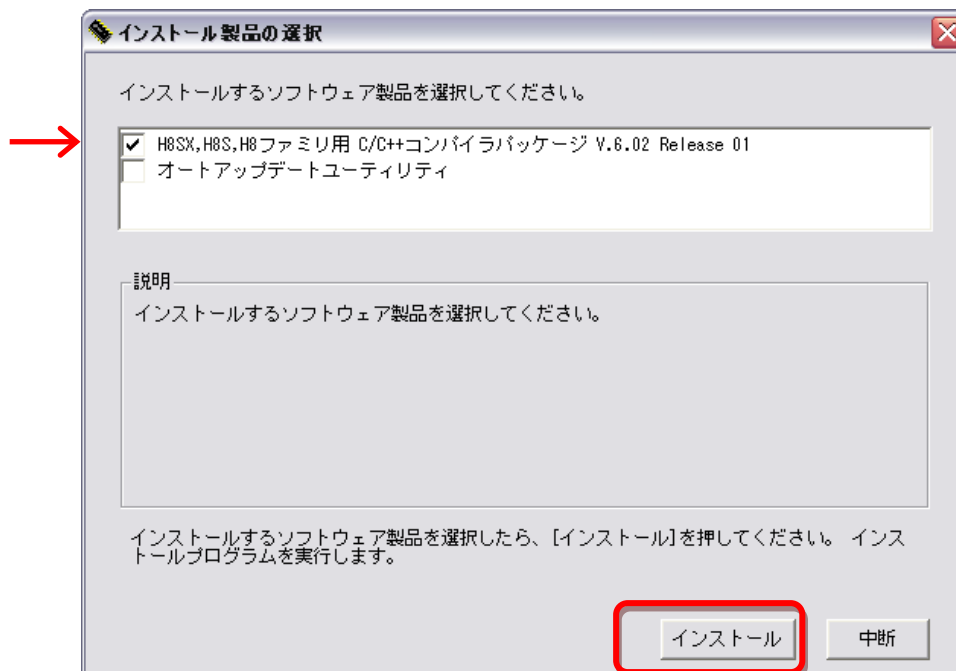 インストール製品の選択
インストールするソフトウェア製品を選択してください。
H8SX,H8S,H8ファミリ用 C/C++コンパイラパッケージ V.6.02 Release 01
オートアップデートユーティリティ
説明
インストールするソフトウェア製品を選択してください。
インストールするソフトウェア製品を選択したら、[インストール]を押してください。 インス
トールプログラムを実行します。
インストール
中断